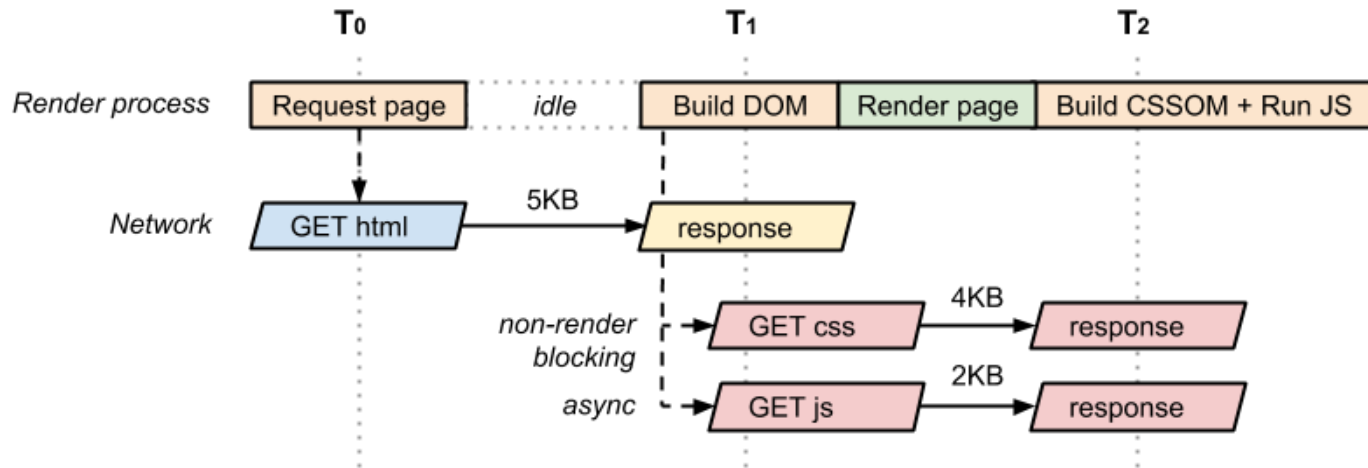 T0 T1 T2
Render process Request page idle Build DOM Render page Build CSSOM + Run JS
Network GET html 5KB response
non-render
blocking
GET css 4KB response
async GET js 2KB response